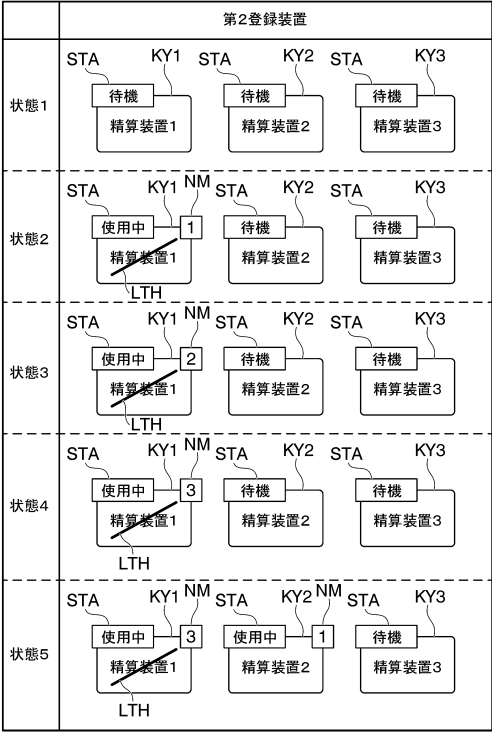 第2登録装置
STA KY1 STA KY2 STA KY3
状態1
待機 待機 待機
精算装置1 精算装置2 精算装置3
STA KY1 NM STA KY2 STA KY3
状態2
使用中 1 待機 待機
精算装置1 精算装置2 精算装置3
LTH
STA KY1 NM STA KY2 STA KY3
状態3
使用中 2 待機 待機
精算装置1 精算装置2 精算装置3
LTH
STA KY1 NM STA KY2 STA KY3
状態4
使用中 3 待機 待機
精算装置1 精算装置2 精算装置3
LTH
STA KY1 NM STA KY2 NM STA KY3
状態5
使用中 3 使用中 1 待機
精算装置1 精算装置2 精算装置3
LTH